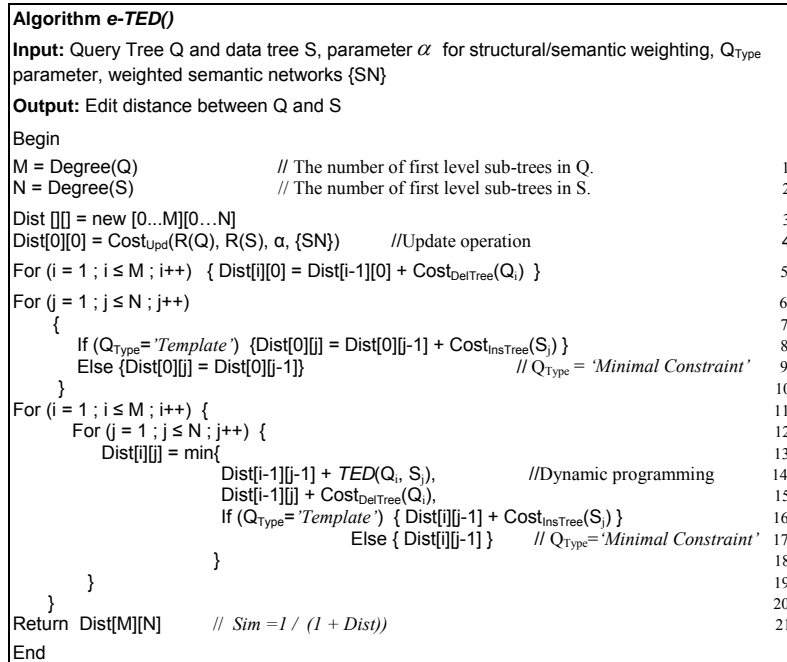 Algorithm e-TED()
Input: Query Tree Q and data tree S, parameter α for structural/semantic weighting, QType
parameter, weighted semantic networks {SN}
Output: Edit distance between Q and S
Begin
M = Degree(Q) // The number of first level sub-trees in Q. 1
N = Degree(S) // The number of first level sub-trees in S. 2
Dist [][] = new [0...M][0…N] 3
Dist[0][0] = CostUpd(R(Q), R(S), α, {SN}) //Update operation 4
For (i = 1 ; i ≤ M ; i++) { Dist[i][0] = Dist[i-1][0] + CostDelTree(Qi) } 5
For (j = 1 ; j ≤ N ; j++) 6
{ 7
If (QType='Template') {Dist[0][j] = Dist[0][j-1] + CostInsTree(Sj) } 8
Else {Dist[0][j] = Dist[0][j-1]} // QType = ‘Minimal Constraint’ 9
} 10
For (i = 1 ; i ≤ M ; i++) { 11
For (j = 1 ; j ≤ N ; j++) { 12
Dist[i][j] = min{ 13
Dist[i-1][j-1] + TED(Qi, Sj), //Dynamic programming 14
Dist[i-1][j] + CostDelTree(Qi), 15
If (QType='Template') { Dist[i][j-1] + CostInsTree(Sj) } 16
Else { Dist[i][j-1] } // QType=‘Minimal Constraint’ 17
} 18
} 19
} 20
Return Dist[M][N] // Sim =1 / (1 + Dist)) 21
End